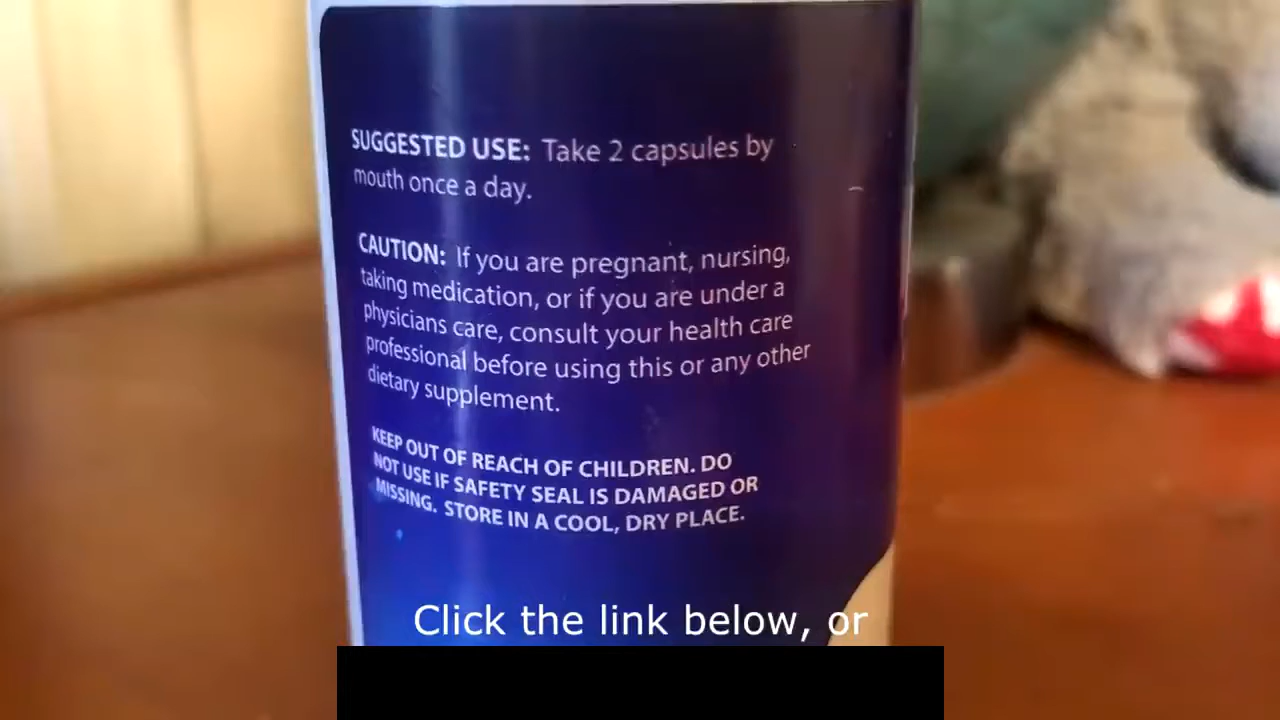 SUGGESTED USE: Take 2 capsules by
mouth once a day.
CAUTION: If you are pregnant, nursing,
taking medication, or if you are under a
physicians care, consult your health care
professional before using this or any other
dietary supplement.
KEEP OUT OF REACH OF CHILDREN. DO
NOT USE IF SAFETY SEAL IS DAMAGED OR
MISSING. STORE IN A COOL, DRY PLACE.
Click the link below, or